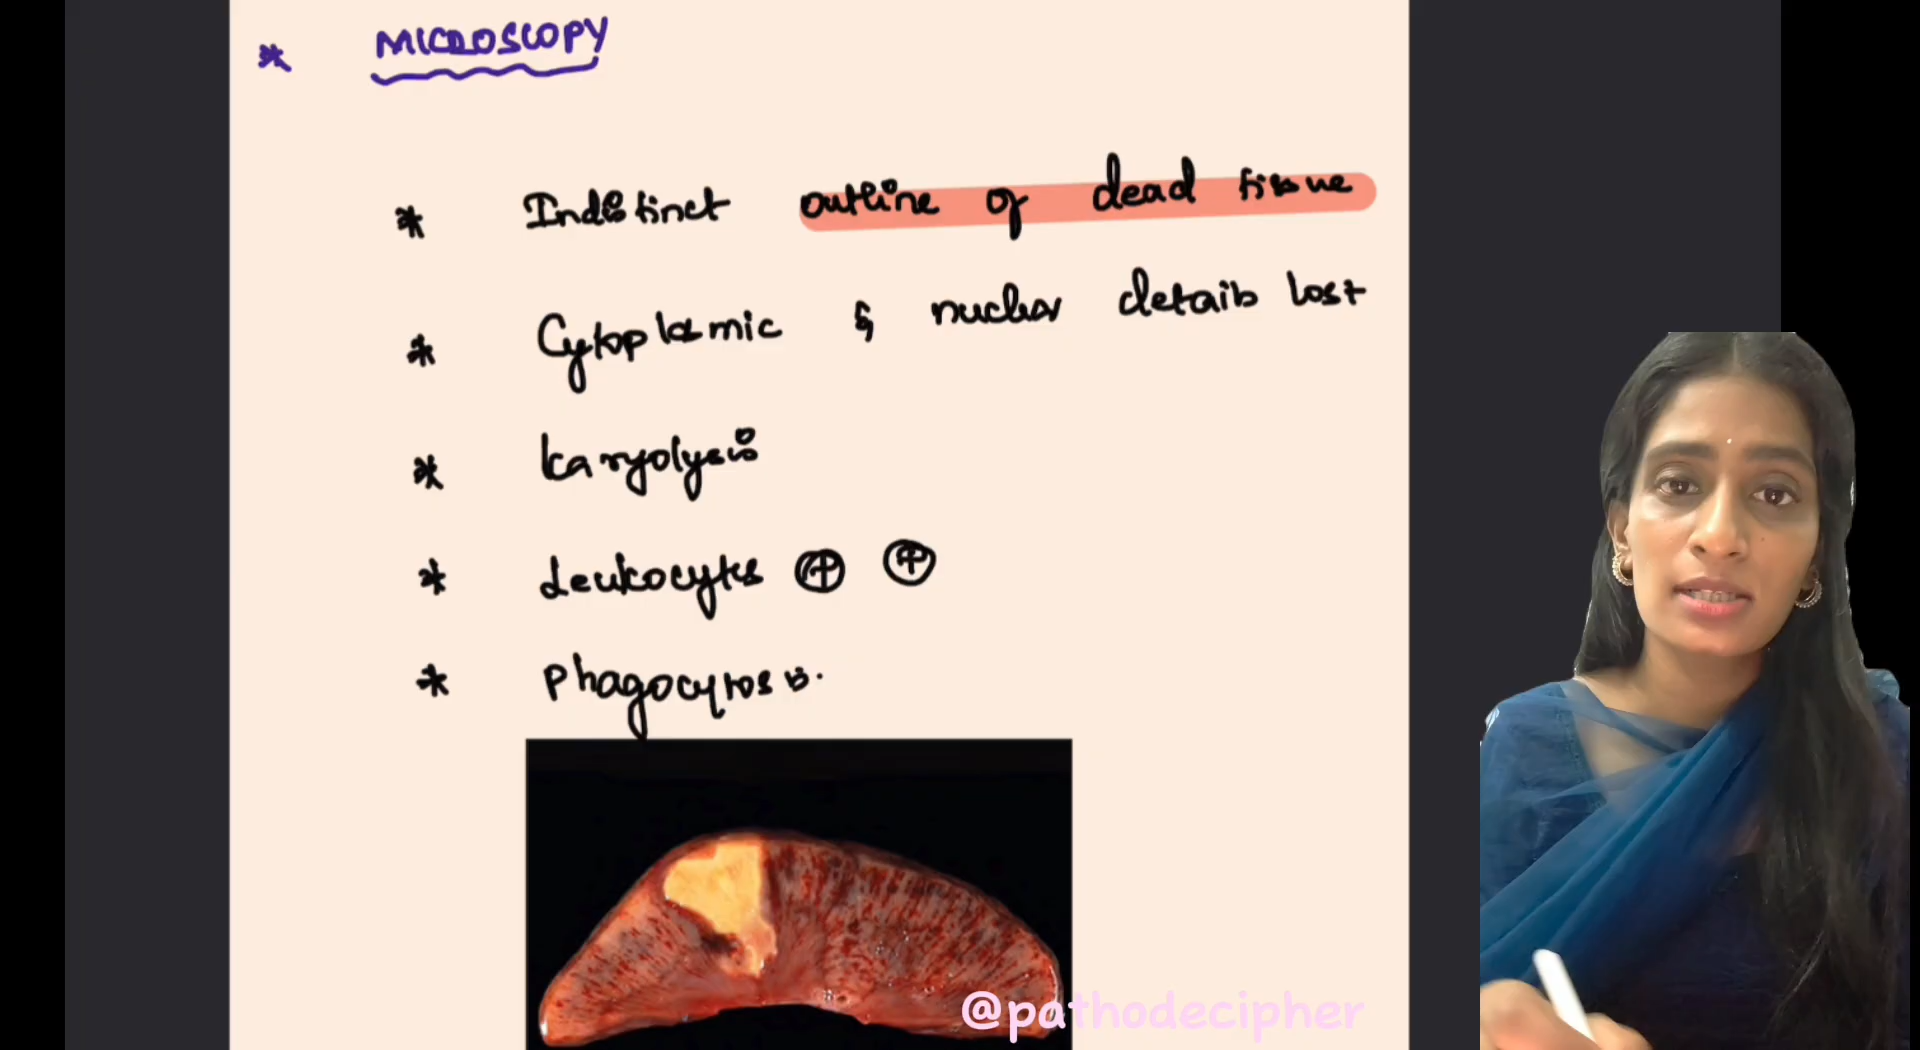 * MICROSCOPY
* Indistinct outline of dead tissue
* Cytoplasmic & nuclear details lost
* Karyolysis
* Leukocytes ⊕ ⊕
* Phagocytosis.
@pathodecipher